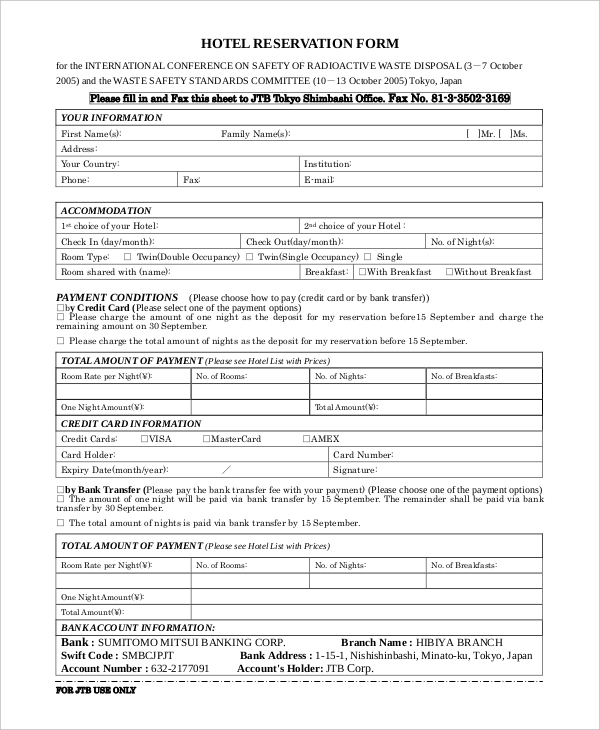 HOTEL RESERVATION FORM
for the INTERNATIONAL CONFERENCE ON SAFETY OF RADIOACTIVE WASTE DISPOSAL (3－7 October
2005) and the WASTE SAFETY STANDARDS COMMITTEE (10－13 October 2005) Tokyo, Japan
Please fill in and Fax this sheet to JTB Tokyo Shimbashi Office. Fax No. 81-3-3502-3169
YOUR INFORMATION
First Name(s): Family Name(s): [ ]Mr. [ ]Ms.
Address:
Your Country: Institution:
Phone: Fax: E-mail:
ACCOMMODATION
1st choice of your Hotel: 2nd choice of your Hotel :
Check In (day/month): Check Out(day/month): No. of Night(s):
Room Type: □ Twin(Double Occupancy) □ Twin(Single Occupancy) □ Single
Room shared with (name): Breakfast: □With Breakfast □Without Breakfast
PAYMENT CONDITIONS (Please choose how to pay (credit card or by bank transfer))
□by Credit Card (Please select one of the payment options)
□ Please charge the amount of one night as the deposit for my reservation before15 September and charge the
remaining amount on 30 September.
□ Please charge the total amount of nights as the deposit for my reservation before 15 September.
TOTAL AMOUNT OF PAYMENT (Please see Hotel List with Prices)
Room Rate per Night(¥): No. of Rooms: No. of Nights: No. of Breakfasts:
One Night Amount(¥): Total Amount(¥):
CREDIT CARD INFORMATION
Credit Cards: □VISA □MasterCard □AMEX
Card Holder: Card Number:
Expiry Date(month/year): ／ Signature:
□by Bank Transfer (Please pay the bank transfer fee with your payment) (Please choose one of the payment options)
□ The amount of one night will be paid via bank transfer by 15 September. The remainder shall be paid via bank
transfer by 30 September.
□ The total amount of nights is paid via bank transfer by 15 September.
TOTAL AMOUNT OF PAYMENT (Please see Hotel List with Prices)
Room Rate per Night(¥): No. of Rooms: No. of Nights: No. of Breakfasts:
One Night Amount(¥):
Total Amount(¥):
BANK ACCOUNT INFORMATION:
Bank : SUMITOMO MITSUI BANKING CORP. Branch Name : HIBIYA BRANCH
Swift Code : SMBCJPJT Bank Address : 1-15-1, Nishishinbashi, Minato-ku, Tokyo, Japan
Account Number : 632-2177091 Account's Holder: JTB Corp.
FOR JTB USE ONLY